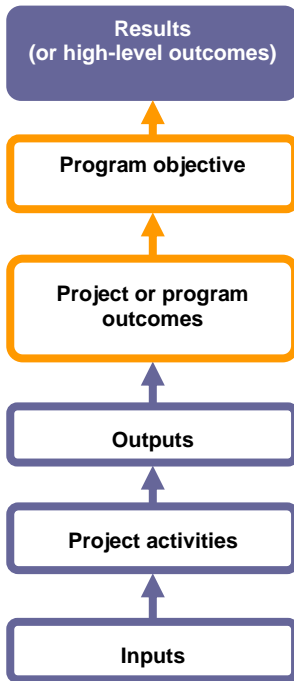 Results
(or high-level outcomes)
Program objective
Project or program
outcomes
Outputs
Project activities
Inputs